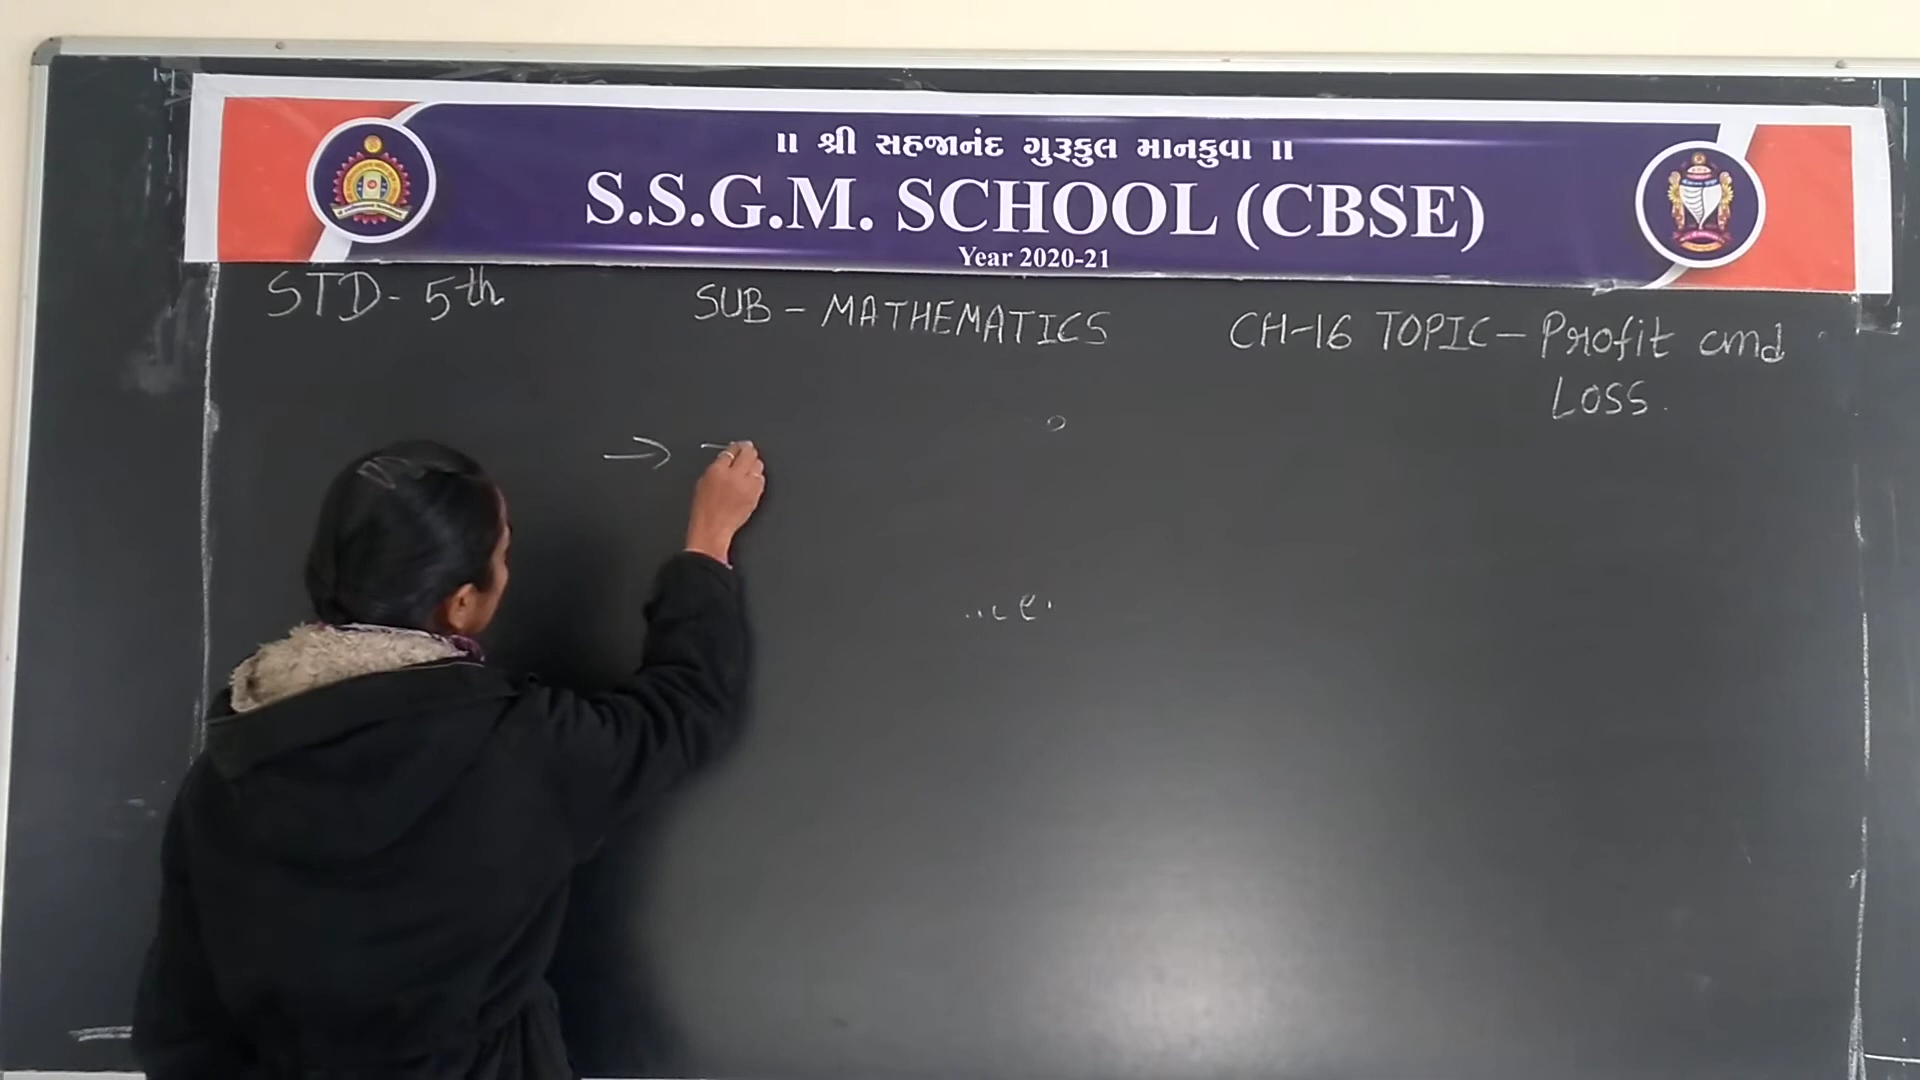 ॥ શ્રી સહજાનંદ ગુરૂકુલ માનકુવા ॥
S.S.G.M. SCHOOL (CBSE)
Year 2020-21
STD- 5th
SUB - MATHEMATICS
CH-16 TOPIC - Profit and
LOSS.
→